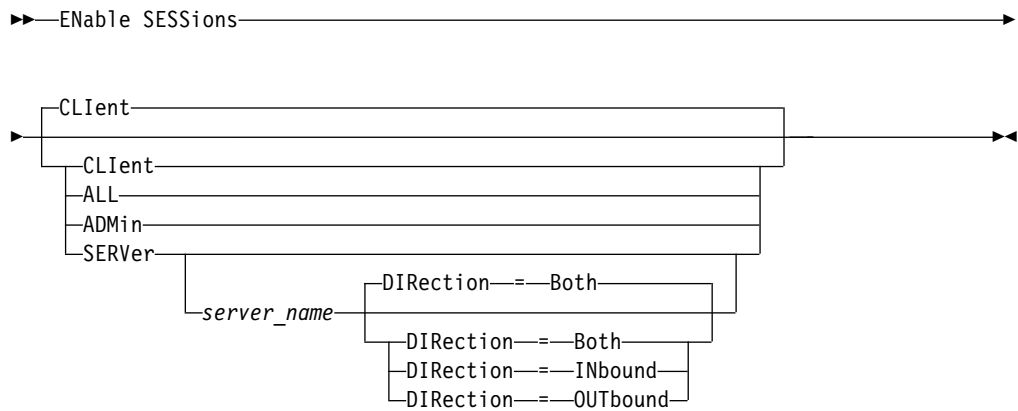 ENable SESSions
CLIent
CLIent
ALL
ADMin
SERVer
DIRection = Both
server_name
DIRection = Both
DIRection = INbound
DIRection = OUTbound